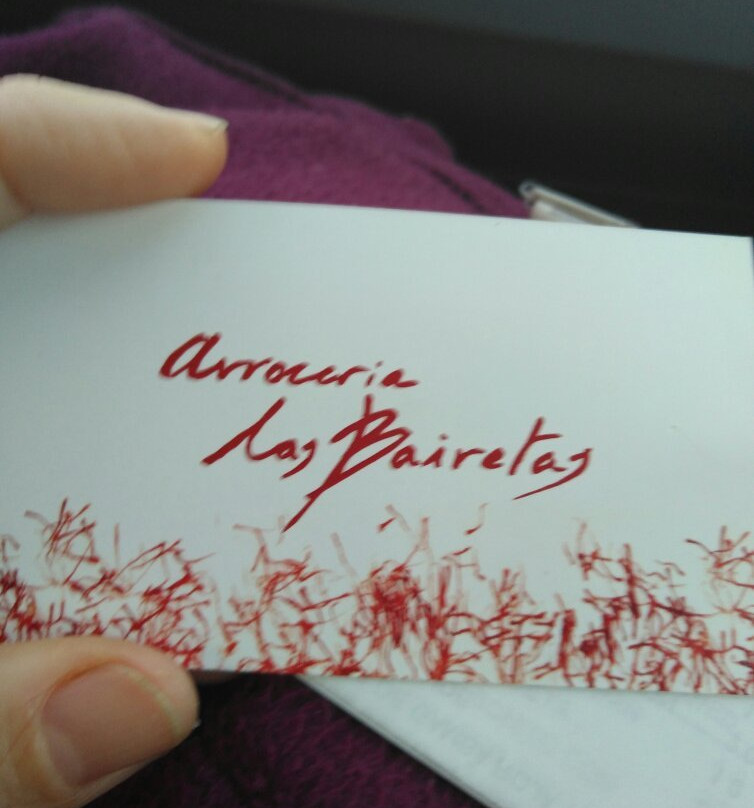 Arroceria
las Bairetas